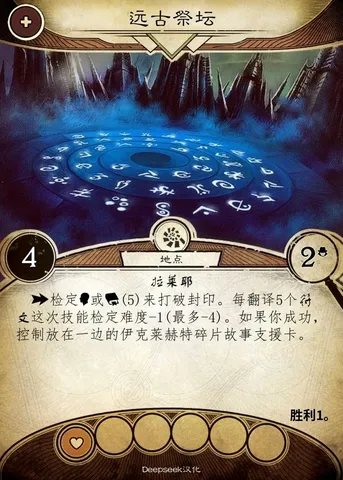 远古祭坛
4
地点
2
拉莱耶
检定或(5)来打破封印。每翻译5个符
文这次技能检定难度-1(最多-4)。如果你成功，
控制放在一边的伊克莱赫特碎片故事支援卡。
胜利1。
Deepseek汉化